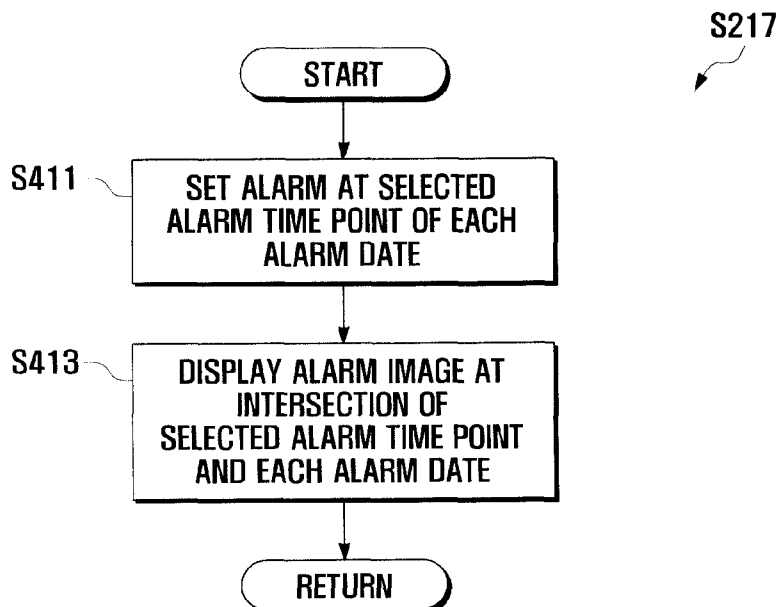 S217
START
S411
SET ALARM AT SELECTED
ALARM TIME POINT OF EACH
ALARM DATE
S413
DISPLAY ALARM IMAGE AT
INTERSECTION OF
SELECTED ALARM TIME POINT
AND EACH ALARM DATE
RETURN